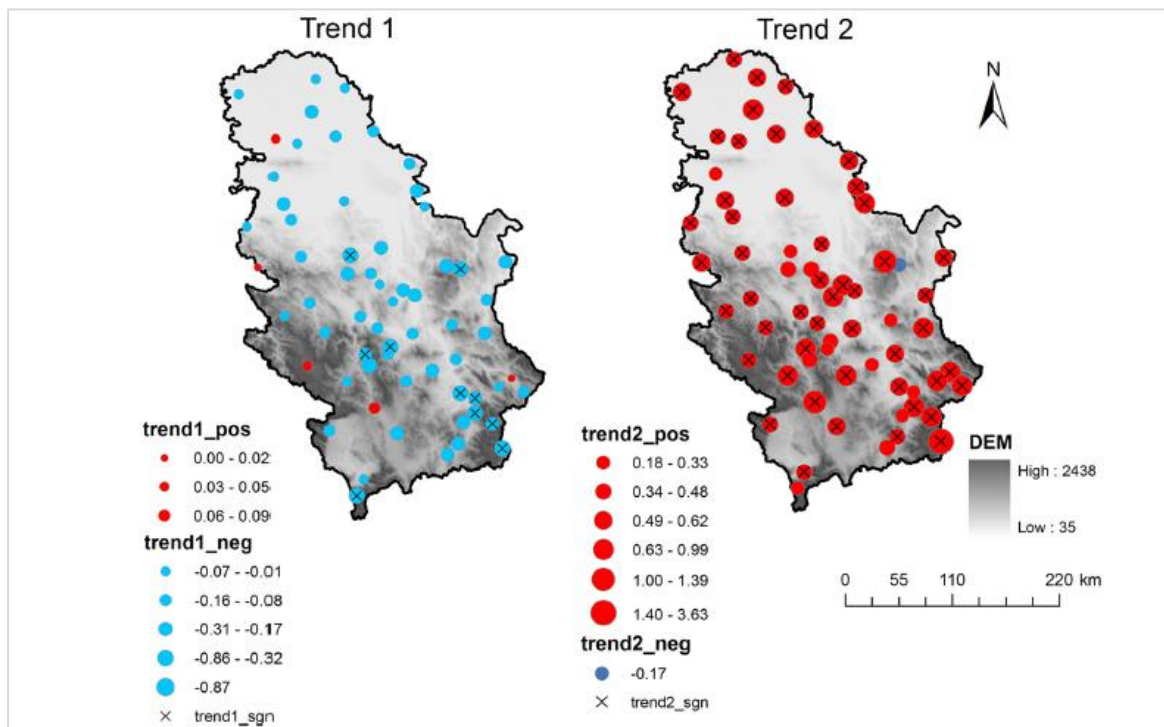 Trend 1
Trend 2
N
trend1_pos
0.00 - 0.02
0.03 - 0.05
0.06 - 0.09
trend1_neg
-0.07 - -0.01
-0.16 - -0.08
-0.31 - -0.17
-0.86 - -0.32
-0.87
trend1_sgn
trend2_pos
0.18 - 0.33
0.34 - 0.48
0.49 - 0.62
0.63 - 0.99
1.00 - 1.39
1.40 - 3.63
trend2_neg
-0.17
trend2_sgn
DEM
High : 2438
Low : 35
0 55 110 220 km